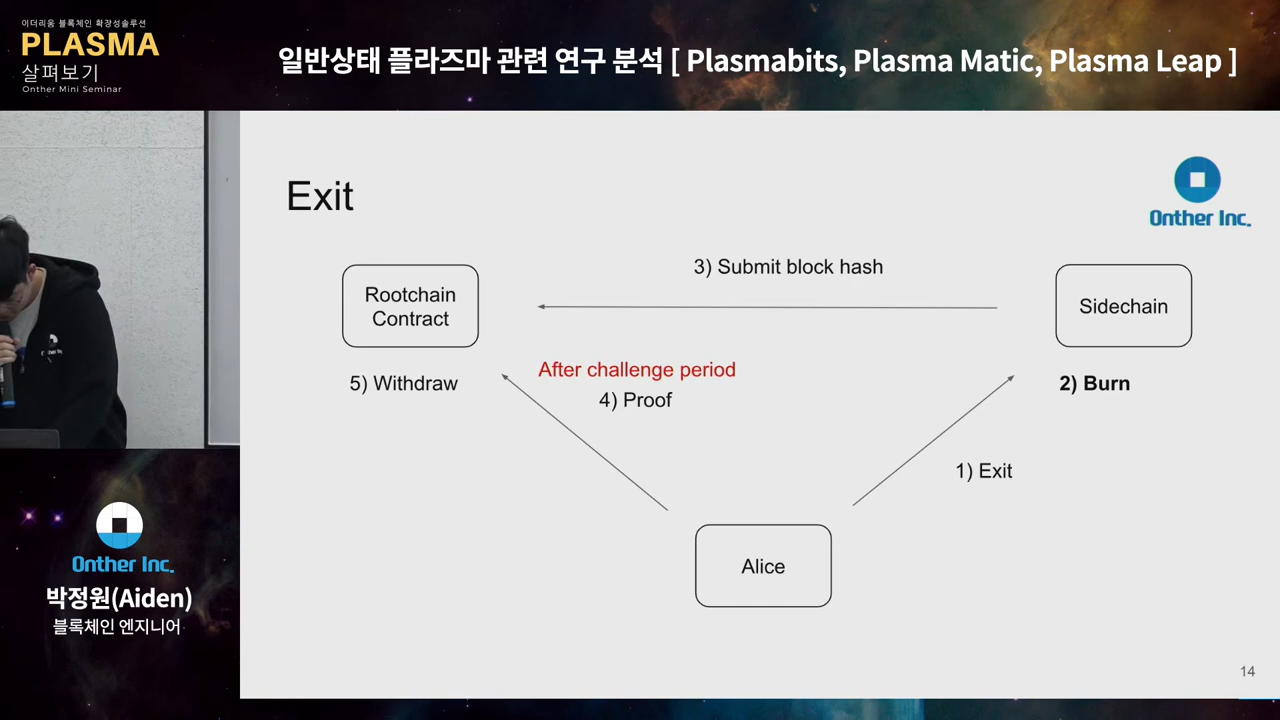 이더리움 블록체인 확장성솔루션
PLASMA
살펴보기
Onther Mini Seminar
일반상태 플라즈마 관련 연구 분석 [ Plasmabits, Plasma Matic, Plasma Leap ]
Exit
Onther Inc.
3) Submit block hash
Rootchain
Contract
Sidechain
After challenge period
5) Withdraw
4) Proof
2) Burn
1) Exit
Alice
Onther Inc.
박정원(Aiden)
블록체인 엔지니어
14